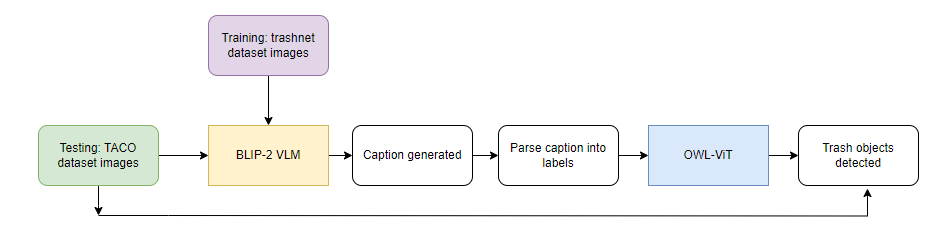 Training: trashnet
dataset images
Testing: TACO
dataset images
BLIP-2 VLM
Caption generated
Parse caption into
labels
OWL-ViT
Trash objects
detected